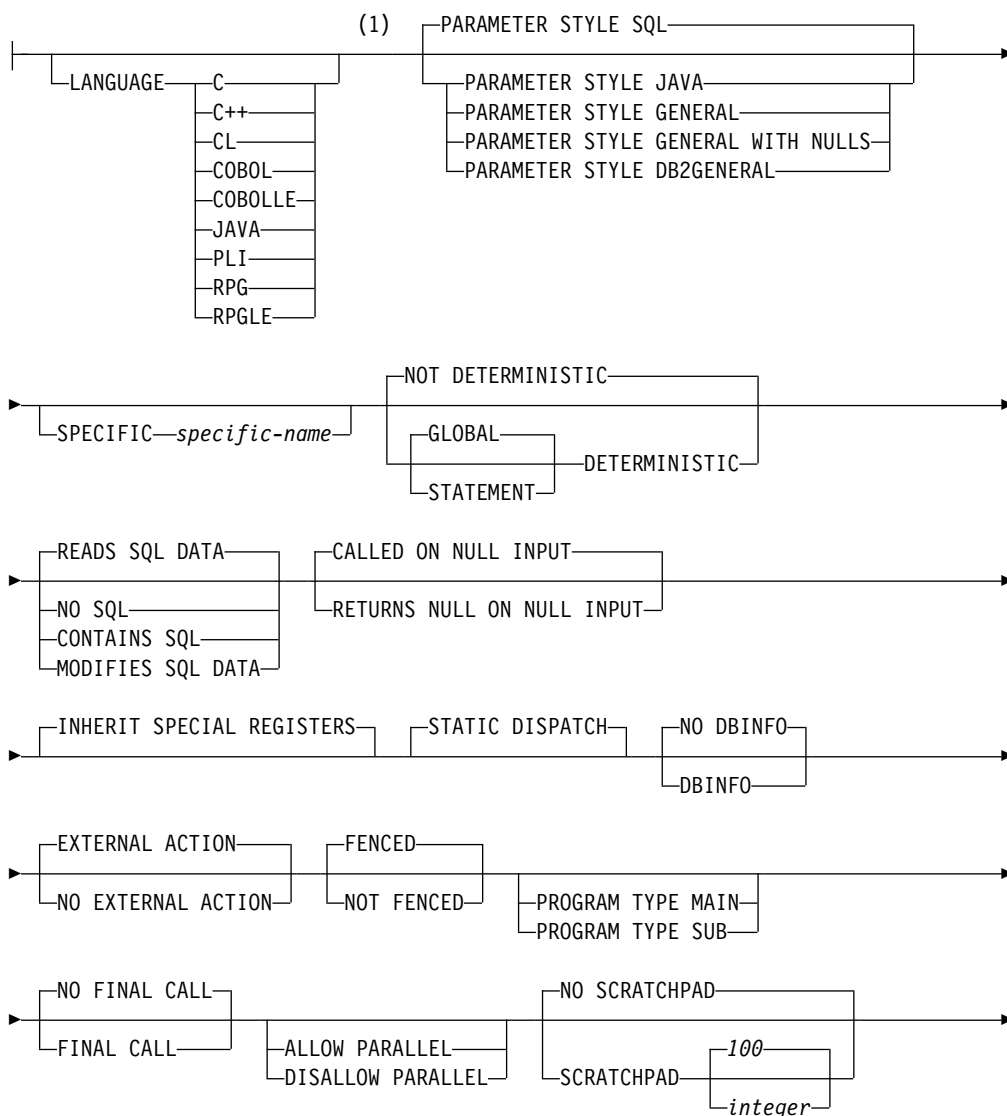 (1) PARAMETER STYLE SQL
LANGUAGE C PARAMETER STYLE JAVA
C++ PARAMETER STYLE GENERAL
CL PARAMETER STYLE GENERAL WITH NULLS
COBOL PARAMETER STYLE DB2GENERAL
COBOLLE
JAVA
PLI
RPG
RPGLE
NOT DETERMINISTIC
SPECIFIC specific-name GLOBAL DETERMINISTIC
STATEMENT
READS SQL DATA CALLED ON NULL INPUT
NO SQL RETURNS NULL ON NULL INPUT
CONTAINS SQL
MODIFIES SQL DATA
INHERIT SPECIAL REGISTERS STATIC DISPATCH NO DBINFO
DBINFO
EXTERNAL ACTION FENCED
NO EXTERNAL ACTION NOT FENCED PROGRAM TYPE MAIN
PROGRAM TYPE SUB
NO FINAL CALL NO SCRATCHPAD
FINAL CALL ALLOW PARALLEL 100
DISALLOW PARALLEL SCRATCHPAD
integer